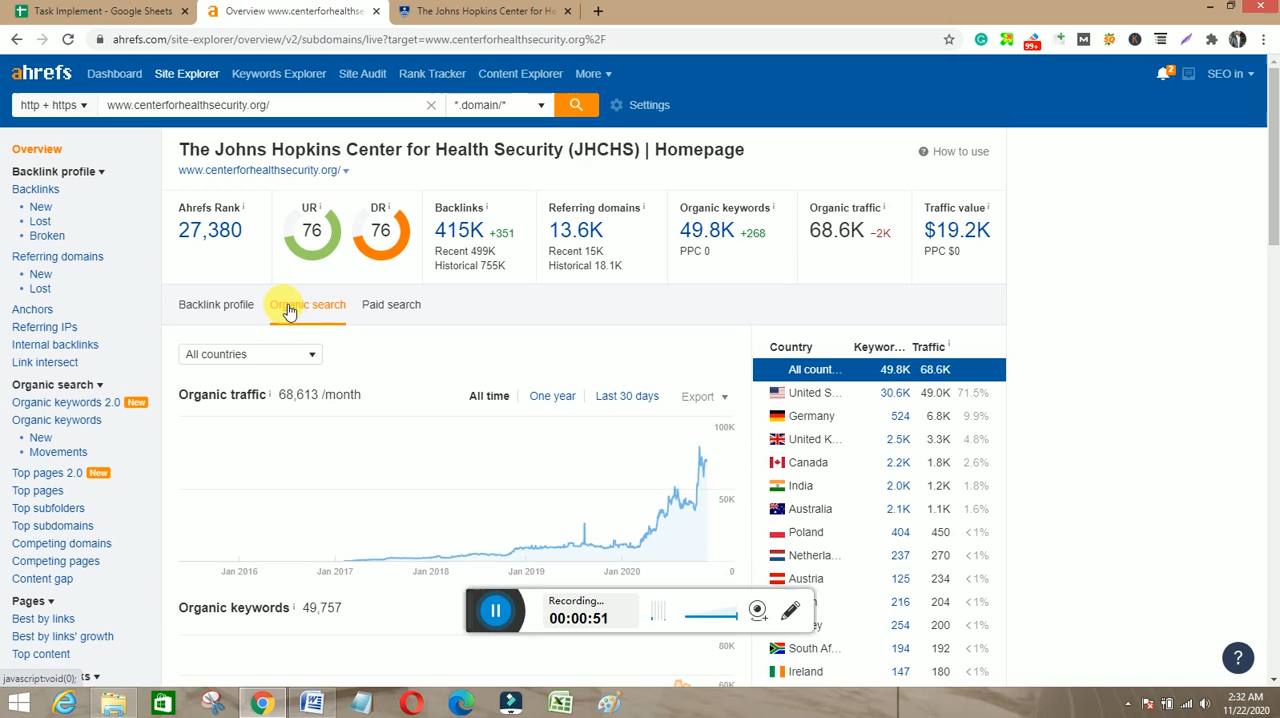 Task Implement - Google Sheets
Overview www.centerforhealthse
The Johns Hopkins Center for He
ahrefs.com/site-explorer/overview/v2/subdomains/live?target=www.centerforhealthsecurity.org%2F
99+
ahrefs
Dashboard
Site Explorer
Keywords Explorer
Site Audit
Rank Tracker
Content Explorer
More
2
SEO in
http + https
www.centerforhealthsecurity.org/
*.domain/*
Settings
Overview
Backlink profile
Backlinks
New
Lost
Broken
Referring domains
New
Lost
Anchors
Referring IPs
Internal backlinks
Link intersect
Organic search
Organic keywords 2.0 New
Organic keywords
New
Movements
Top pages 2.0 New
Top pages
Top subfolders
Top subdomains
Competing domains
Competing pages
Content gap
Pages
Best by links
Best by links' growth
Top content
javascript:void(0);
The Johns Hopkins Center for Health Security (JHCHS) | Homepage
www.centerforhealthsecurity.org/
How to use
Ahrefs Rank
27,380
UR
76
DR
76
Backlinks
415K +351
Recent 499K
Historical 755K
Referring domains
13.6K
Recent 15K
Historical 18.1K
Organic keywords
49.8K +268
PPC 0
Organic traffic
68.6K −2K
Traffic value
$19.2K
PPC $0
Backlink profile
Organic search
Paid search
All countries
Organic traffic 68,613 /month
All time
One year
Last 30 days
Export
100K
50K
0
Jan 2016
Jan 2017
Jan 2018
Jan 2019
Jan 2020
Organic keywords 49,757
80K
60K
Country Keywor... Traffic
All count... 49.8K 68.6K
United S... 30.6K 49.0K 71.5%
Germany 524 6.8K 9.9%
United K... 2.5K 3.3K 4.8%
Canada 2.2K 1.8K 2.6%
India 2.0K 1.2K 1.8%
Australia 2.1K 1.1K 1.6%
Poland 404 450 <1%
Netherla... 237 270 <1%
Austria 125 234 <1%
216 204 <1%
254 200 <1%
South Af... 194 192 <1%
Ireland 147 180 <1%
Recording...
00:00:51
?
2:32 AM
11/22/2020